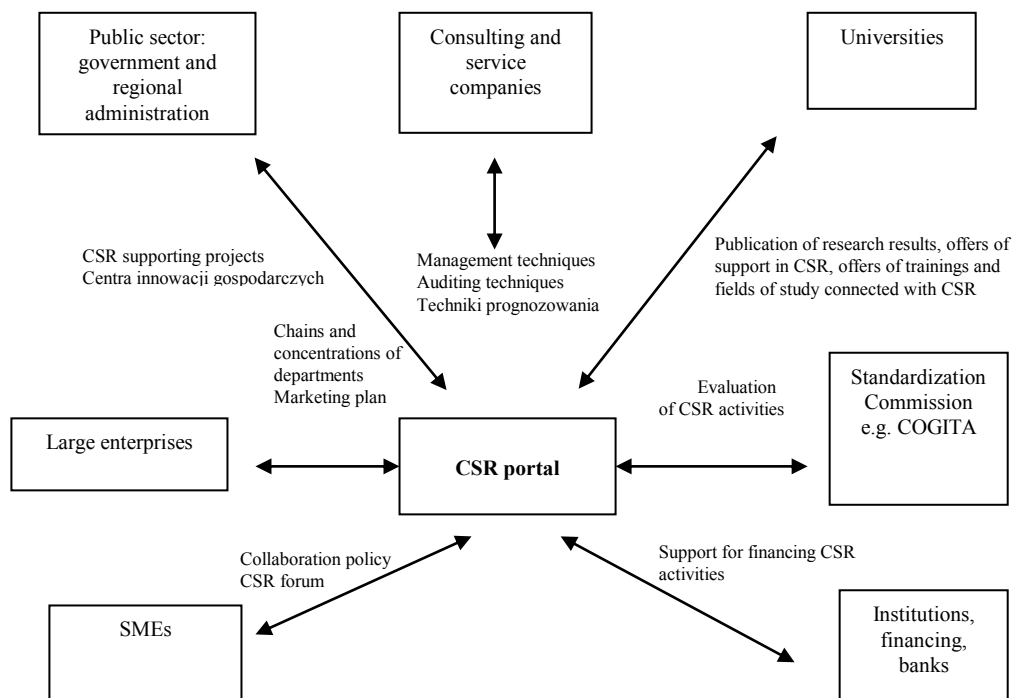 Public sector:
government and
regional
administration
Consulting and
service
companies
Universities
CSR supporting projects
Centra innowacji gospodarczych
Management techniques
Auditing techniques
Techniki prognozowania
Publication of research results, offers of
support in CSR, offers of trainings and
fields of study connected with CSR
Chains and
concentrations of
departments
Marketing plan
Evaluation
of CSR activities
Standardization
Commission
e.g. COGITA
Large enterprises
CSR portal
Collaboration policy
CSR forum
Support for financing CSR
activities
SMEs
Institutions,
financing,
banks